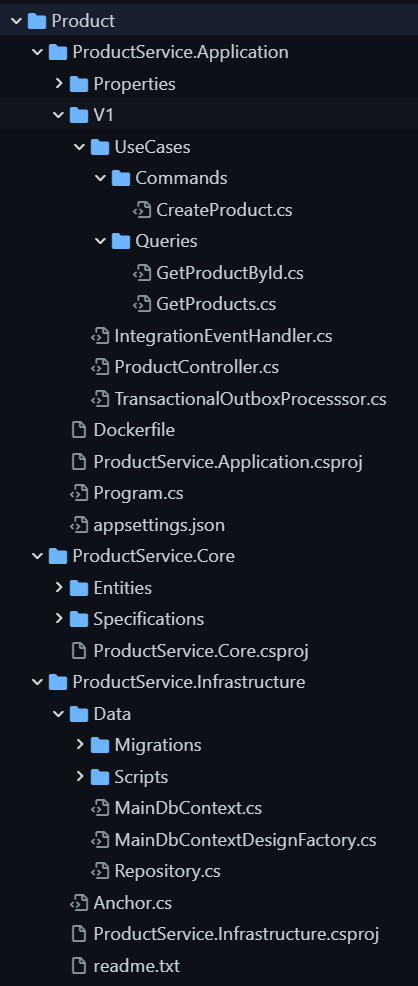 Product
ProductService.Application
Properties
V1
UseCases
Commands
CreateProduct.cs
Queries
GetProductById.cs
GetProducts.cs
IntegrationEventHandler.cs
ProductController.cs
TransactionalOutboxProcesssor.cs
Dockerfile
ProductService.Application.csproj
Program.cs
appsettings.json
ProductService.Core
Entities
Specifications
ProductService.Core.csproj
ProductService.Infrastructure
Data
Migrations
Scripts
MainDbContext.cs
MainDbContextDesignFactory.cs
Repository.cs
Anchor.cs
ProductService.Infrastructure.csproj
readme.txt